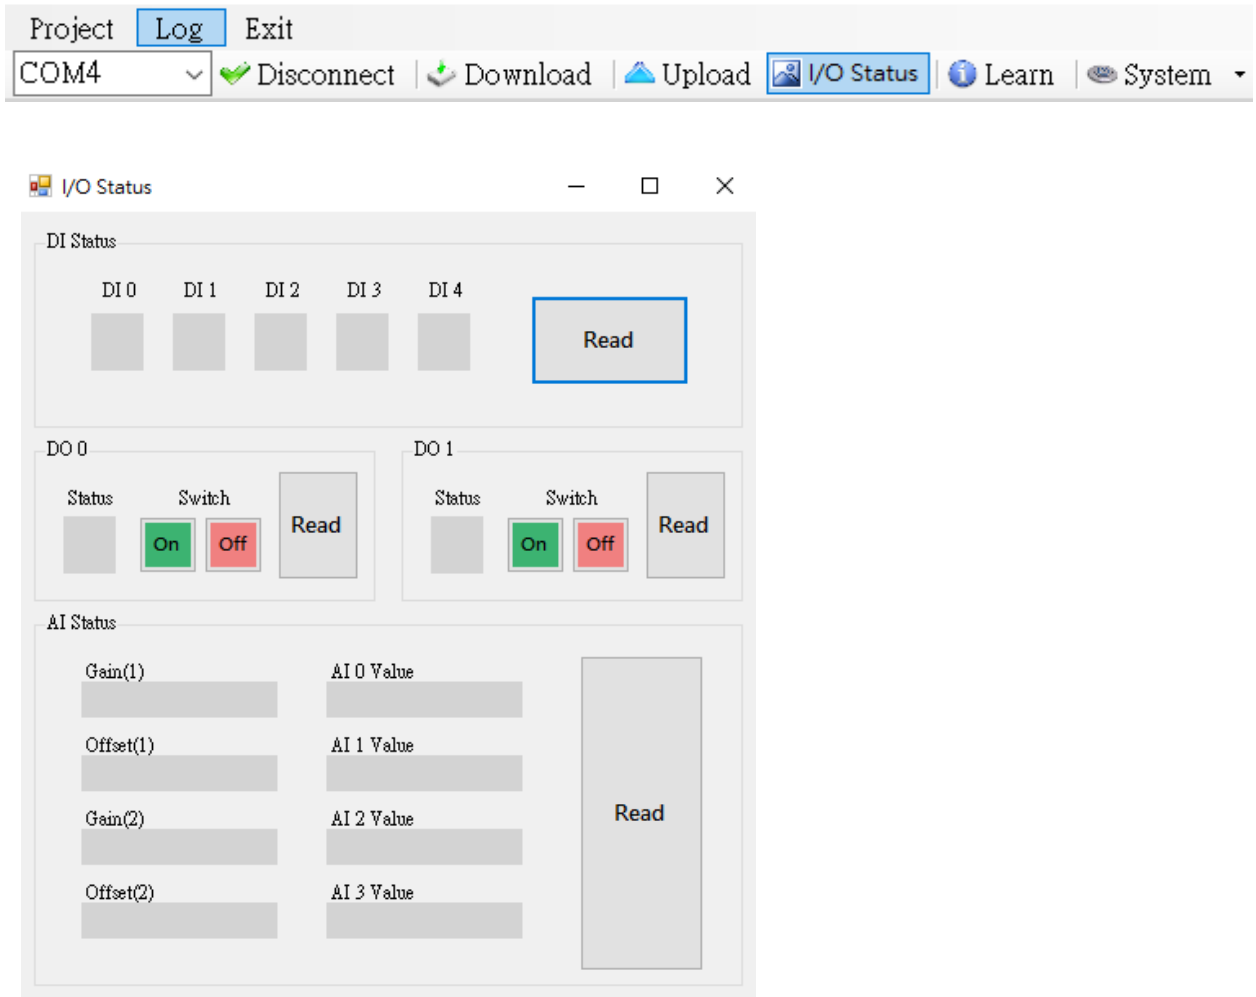 Project Log Exit
COM4 Disconnect Download Upload I/O Status Learn System
I/O Status
DI Status
DI 0 DI 1 DI 2 DI 3 DI 4
Read
DO 0
Status Switch
On Off
Read
DO 1
Status Switch
On Off
Read
AI Status
Gain(1) AI 0 Value
Offset(1) AI 1 Value
Gain(2) AI 2 Value
Offset(2) AI 3 Value
Read